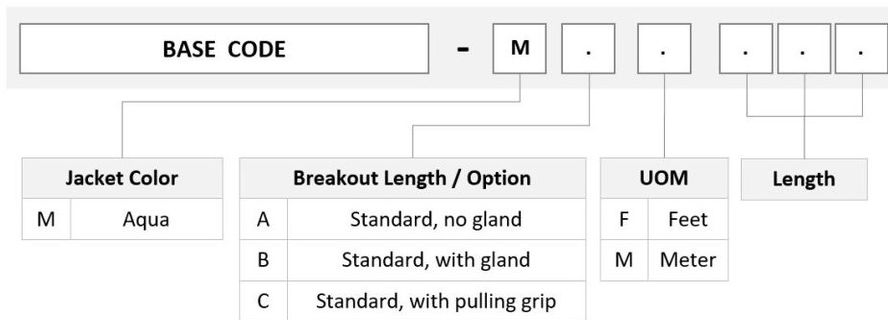 BASE CODE - M . . . . .
Jacket Color Breakout Length / Option UOM Length
M Aqua A Standard, no gland F Feet
B Standard, with gland M Meter
C Standard, with pulling grip